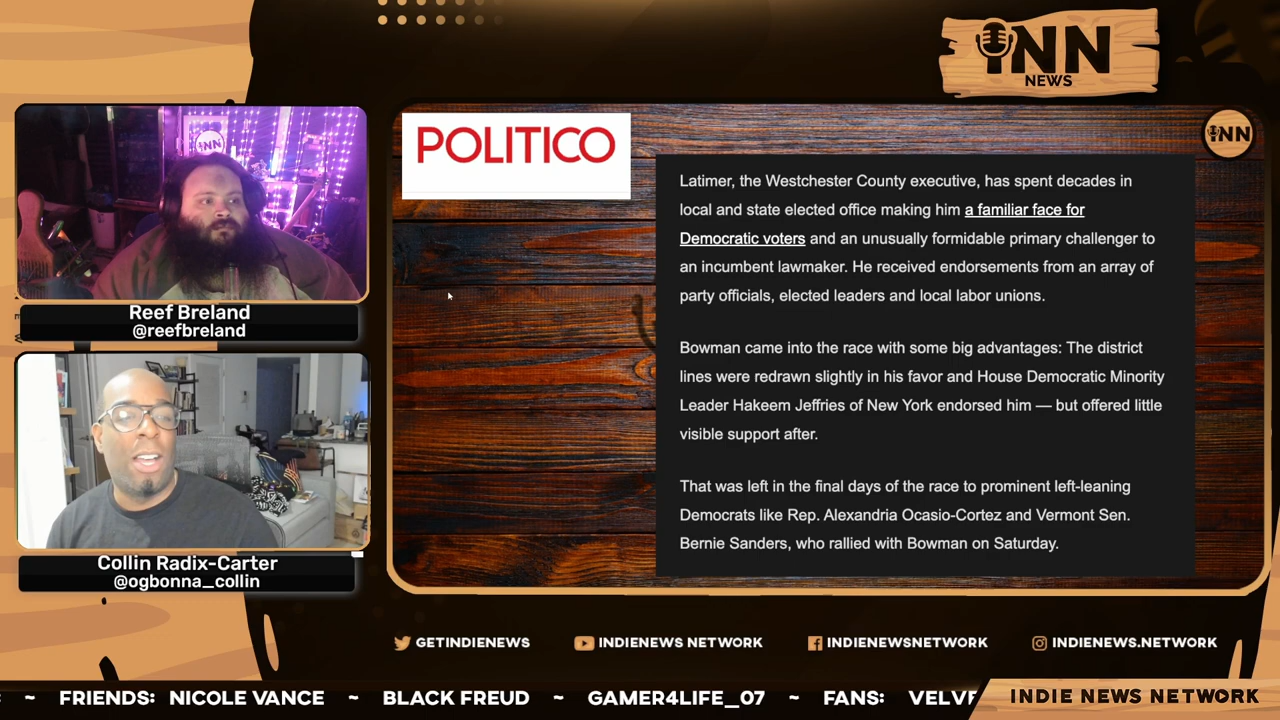 iNN
NEWS
iNN
POLITICO
iNN
Latimer, the Westchester County executive, has spent decades in
local and state elected office making him a familiar face for
Democratic voters and an unusually formidable primary challenger to
an incumbent lawmaker. He received endorsements from an array of
party officials, elected leaders and local labor unions.
Bowman came into the race with some big advantages: The district
lines were redrawn slightly in his favor and House Democratic Minority
Leader Hakeem Jeffries of New York endorsed him — but offered little
visible support after.
That was left in the final days of the race to prominent left-leaning
Democrats like Rep. Alexandria Ocasio-Cortez and Vermont Sen.
Bernie Sanders, who rallied with Bowman on Saturday.
Reef Breland
@reefbreland
Collin Radix-Carter
@ogbonna_collin
GETINDIENEWS
INDIENEWS NETWORK
INDIENEWSNETWORK
INDIENEWS.NETWORK
~ FRIENDS: NICOLE VANCE ~ BLACK FREUD ~ GAMER4LIFE_07 ~ FANS:
INDIE NEWS NETWORK